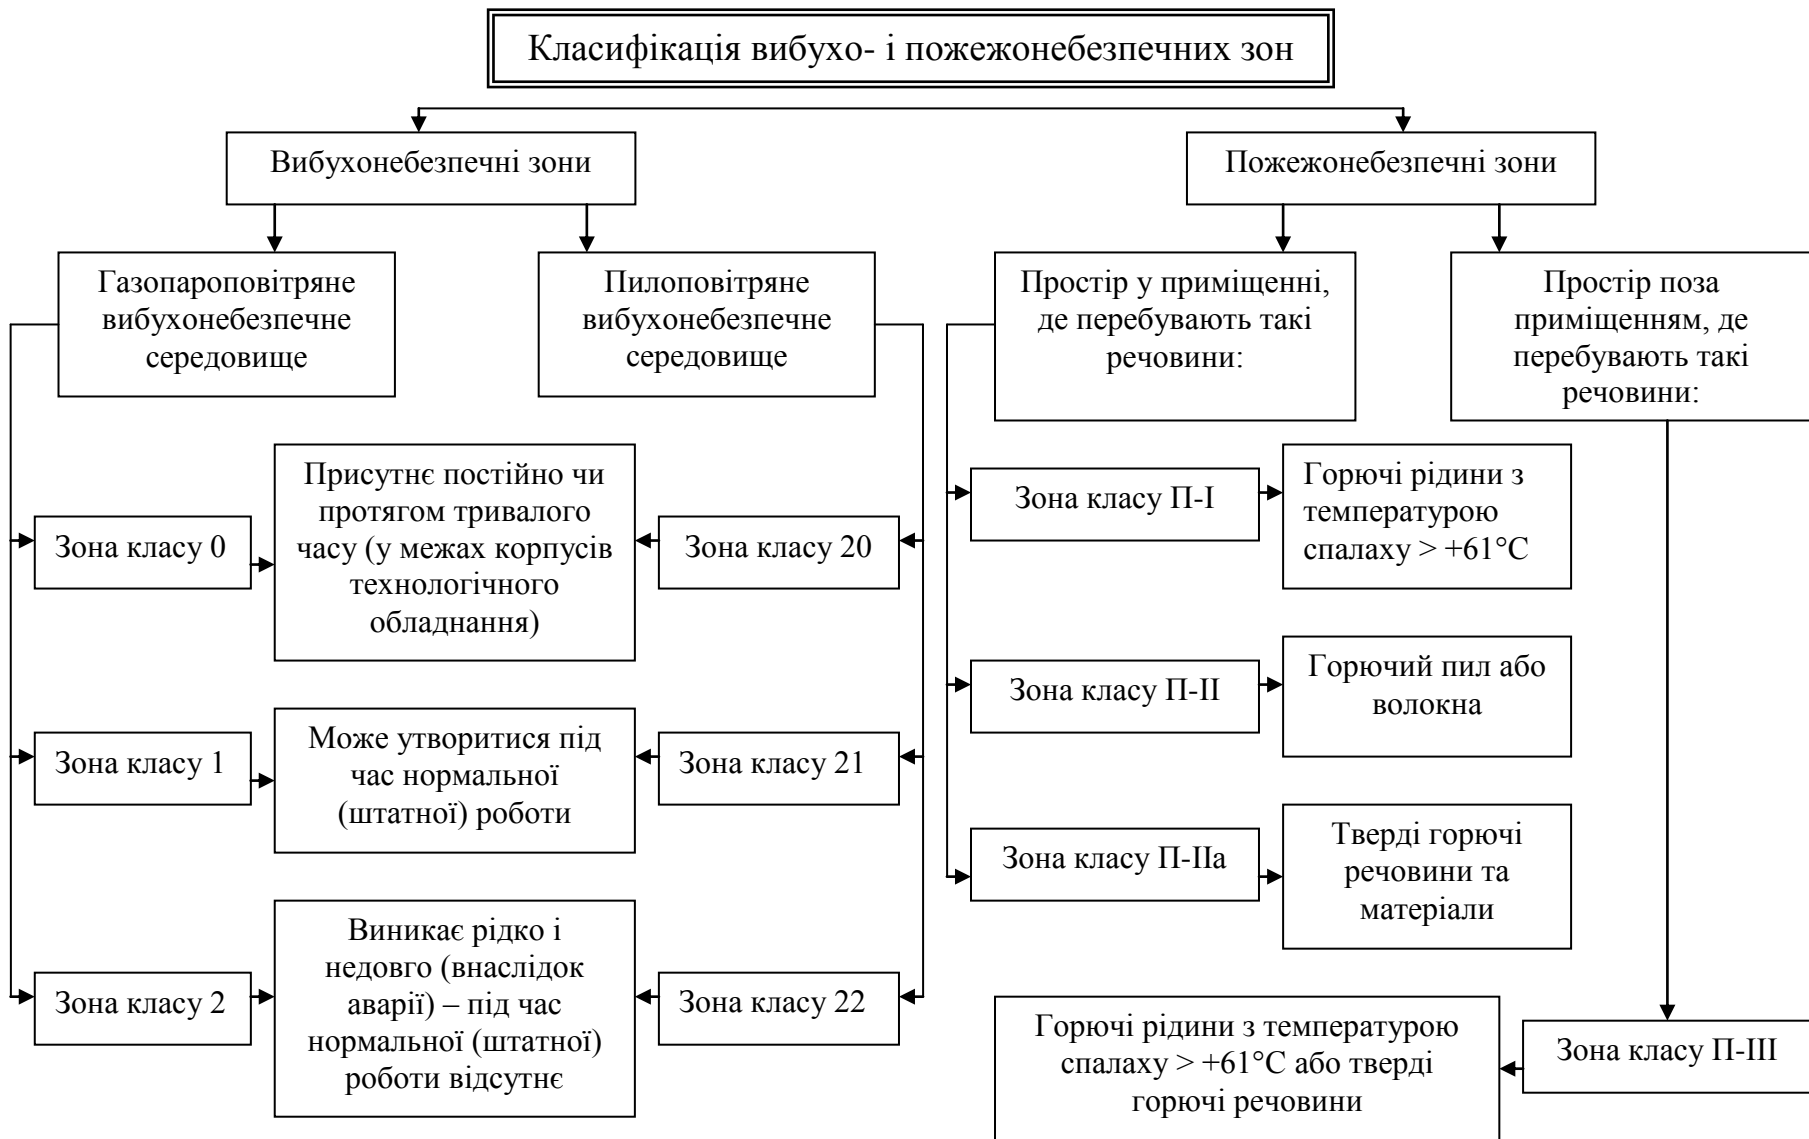 Класифікація вибухо- і пожежонебезпечних зон
Вибухонебезпечні зони
Пожежонебезпечні зони
Газопароповітряне
вибухонебезпечне
середовище
Пилоповітряне
вибухонебезпечне
середовище
Простір у приміщенні,
де перебувають такі
речовини:
Простір поза
приміщенням, де
перебувають такі
речовини:
Зона класу 0
Присутнє постійно чи
протягом тривалого
часу (у межах корпусів
технологічного
обладнання)
Зона класу 20
Зона класу П-І
Горючі рідини з
температурою
спалаху > +61°С
Зона класу 1
Може утворитися під
час нормальної
(штатної) роботи
Зона класу 21
Зона класу П-ІІ
Горючий пил або
волокна
Зона класу П-ІІа
Тверді горючі
речовини та
матеріали
Зона класу 2
Виникає рідко і
недовго (внаслідок
аварії) – під час
нормальної (штатної)
роботи відсутнє
Зона класу 22
Горючі рідини з температурою
спалаху > +61°С або тверді
горючі речовини
Зона класу П-ІІІ